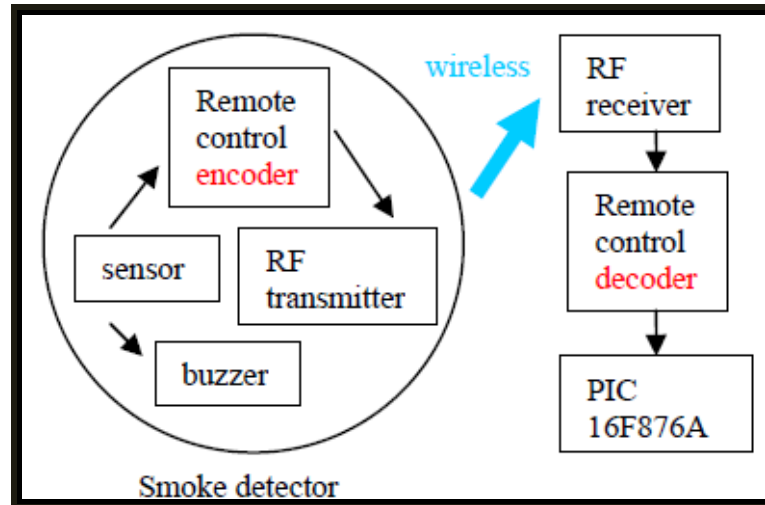 Remote
control
encoder
sensor
RF
transmitter
buzzer
Smoke detector
wireless
RF
receiver
Remote
control
decoder
PIC
16F876A